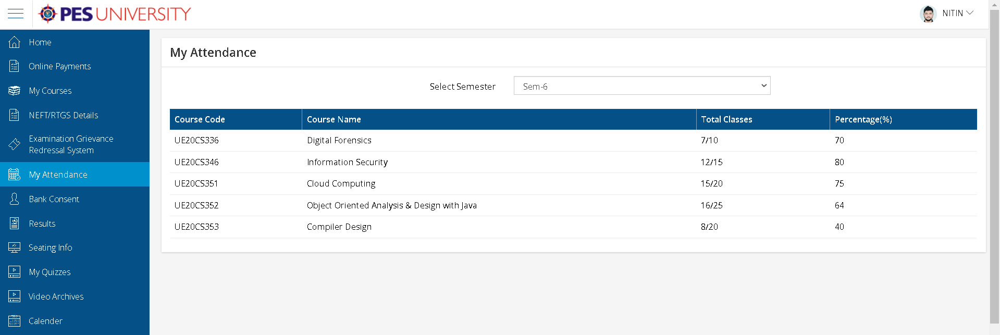 PES UNIVERSITY
NITIN
Home
Online Payments
My Courses
NEFT/RTGS Details
Examination Grievance
Redressal System
My Attendance
Bank Consent
Results
Seating Info
My Quizzes
Video Archives
Calender
My Attendance
Select Semester Sem-6
Course Code Course Name Total Classes Percentage(%)
UE20CS336 Digital Forensics 7/10 70
UE20CS346 Information Security 12/15 80
UE20CS351 Cloud Computing 15/20 75
UE20CS352 Object Oriented Analysis & Design with Java 16/25 64
UE20CS353 Compiler Design 8/20 40